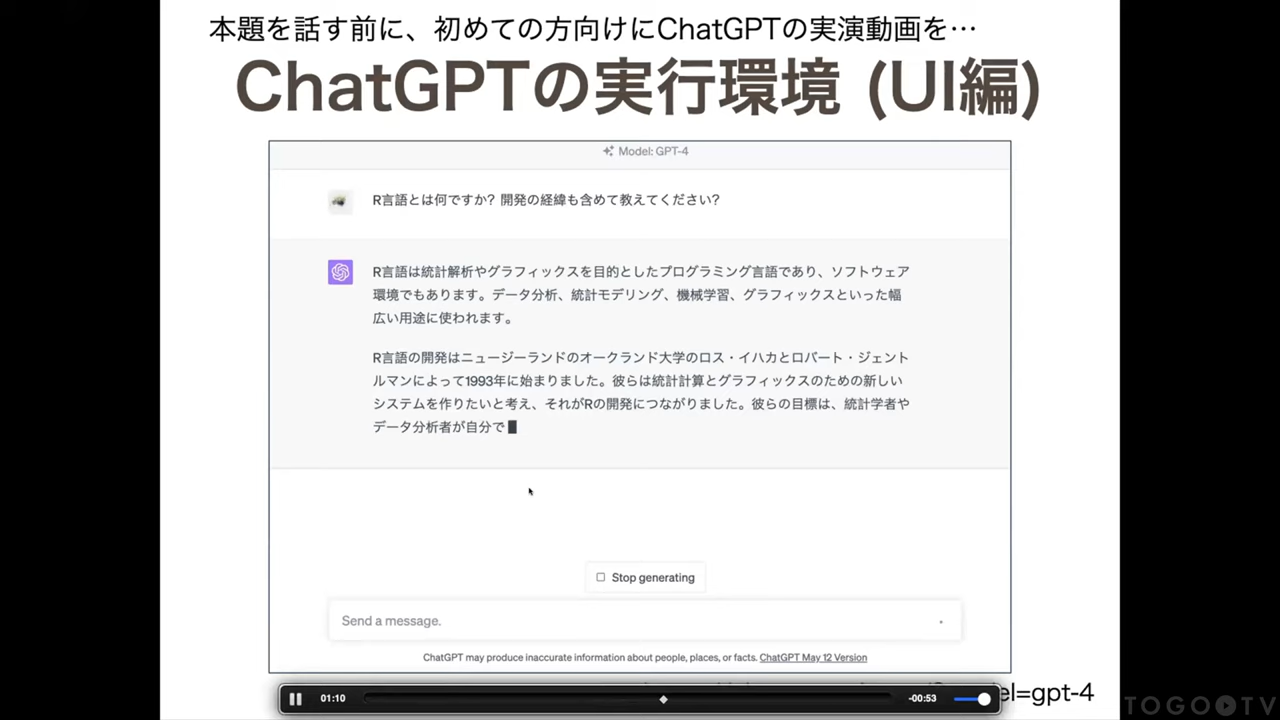 本題を話す前に、初めての方向けにChatGPTの実演動画を…
ChatGPTの実行環境 (UI編)
Model: GPT-4
R言語とは何ですか? 開発の経緯も含めて教えてください?
R言語は統計解析やグラフィックスを目的としたプログラミング言語であり、ソフトウェア
環境でもあります。データ分析、統計モデリング、機械学習、グラフィックスといった幅
広い用途に使われます。
R言語の開発はニュージーランドのオークランド大学のロス・イハカとロバート・ジェント
ルマンによって1993年に始まりました。彼らは統計計算とグラフィックスのための新しい
システムを作りたいと考え、それがRの開発につながりました。彼らの目標は、統計学者や
データ分析者が自分で
Stop generating
Send a message.
ChatGPT may produce inaccurate information about people, places, or facts. ChatGPT May 12 Version
01:10
-00:53
el=gpt-4
TOGOTV